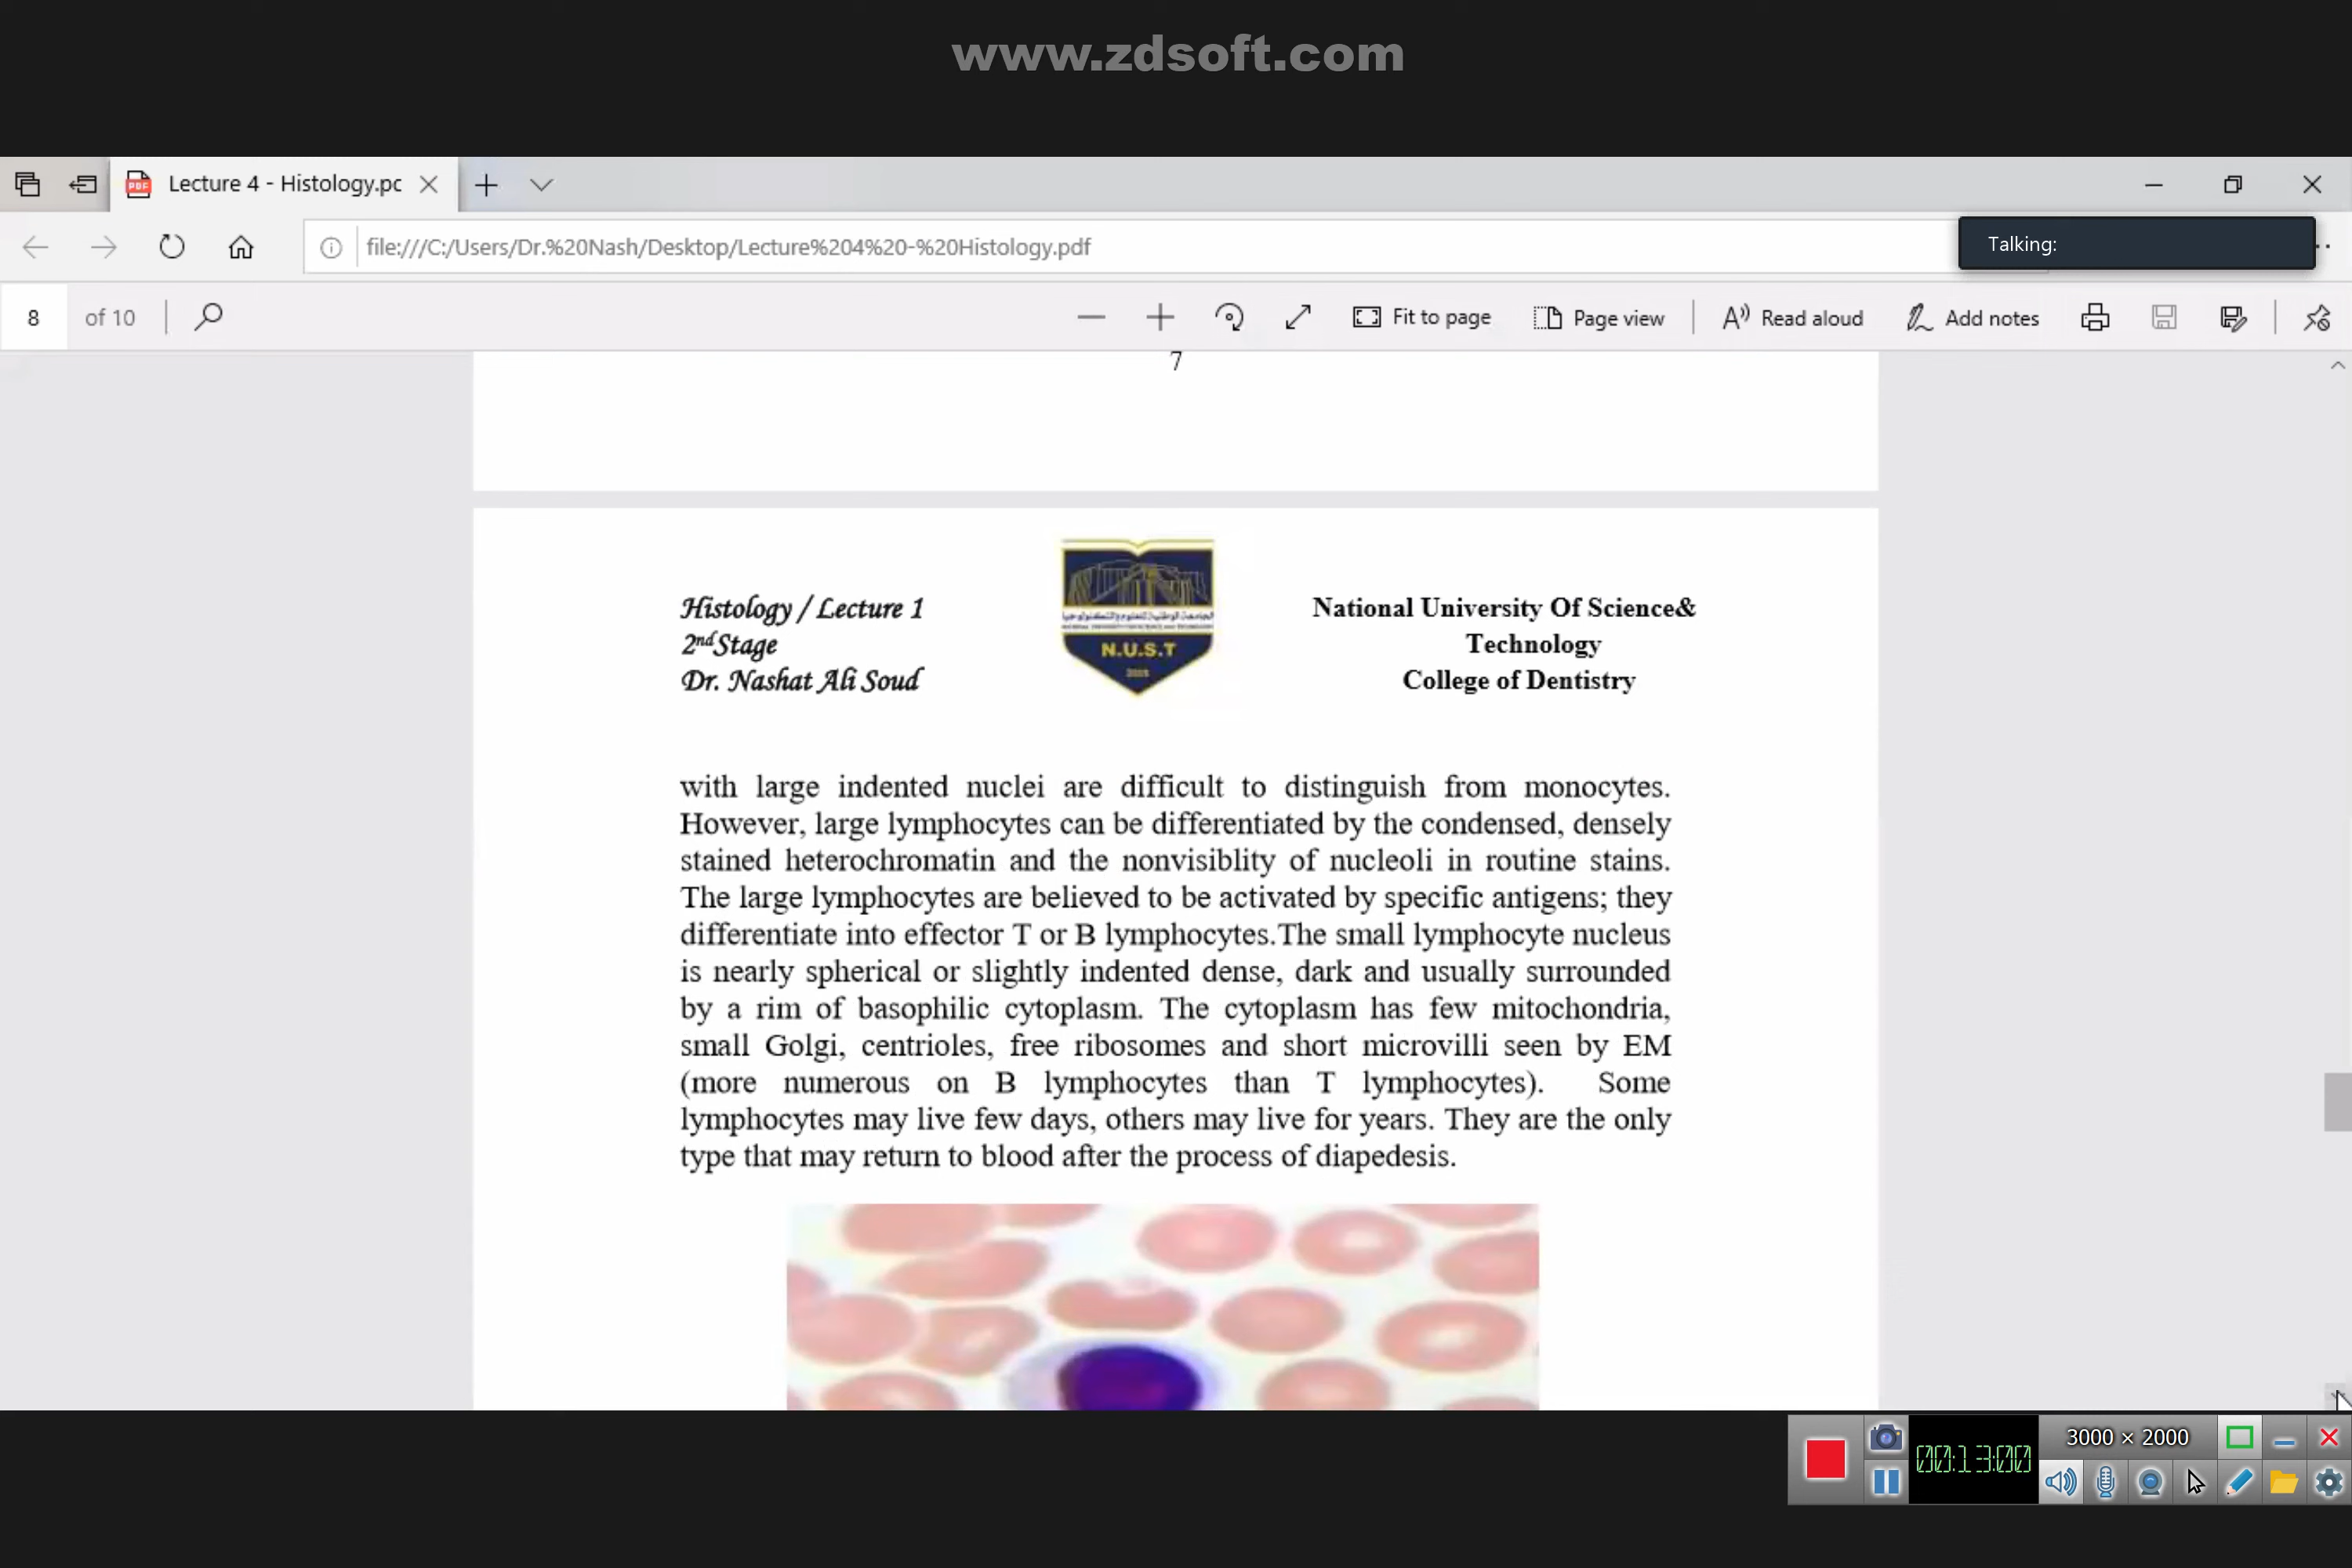 www.zdsoft.com
Lecture 4 - Histology.pc
file:///C:/Users/Dr.%20Nash/Desktop/Lecture%204%20-%20Histology.pdf
Talking:
8 of 10
Fit to page
Page view
Read aloud
Add notes
7
Histology / Lecture 1
2nd Stage
Dr. Nashat Ali Soud
N.U.S.T
National University Of Science&
Technology
College of Dentistry
with large indented nuclei are difficult to distinguish from monocytes.
However, large lymphocytes can be differentiated by the condensed, densely
stained heterochromatin and the nonvisiblity of nucleoli in routine stains.
The large lymphocytes are believed to be activated by specific antigens; they
differentiate into effector T or B lymphocytes.The small lymphocyte nucleus
is nearly spherical or slightly indented dense, dark and usually surrounded
by a rim of basophilic cytoplasm. The cytoplasm has few mitochondria,
small Golgi, centrioles, free ribosomes and short microvilli seen by EM
(more numerous on B lymphocytes than T lymphocytes). Some
lymphocytes may live few days, others may live for years. They are the only
type that may return to blood after the process of diapedesis.
3000 × 2000
00:13:00